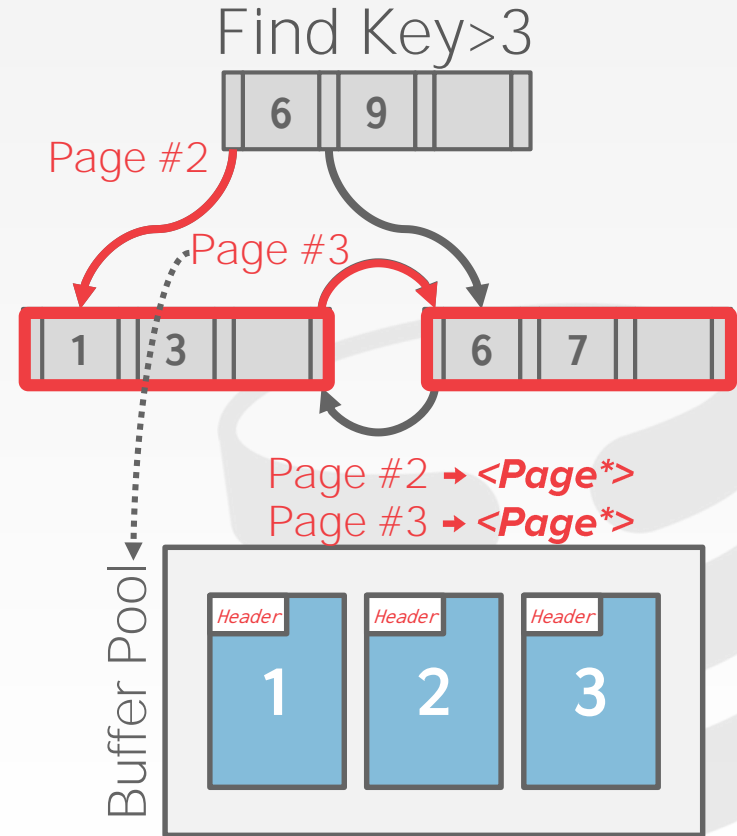 Find Key>3
6 9
Page #2
Page #3
1 3
6 7
Page #2 → <Page*>
Page #3 → <Page*>
Buffer Pool
Header Header Header
1 2 3